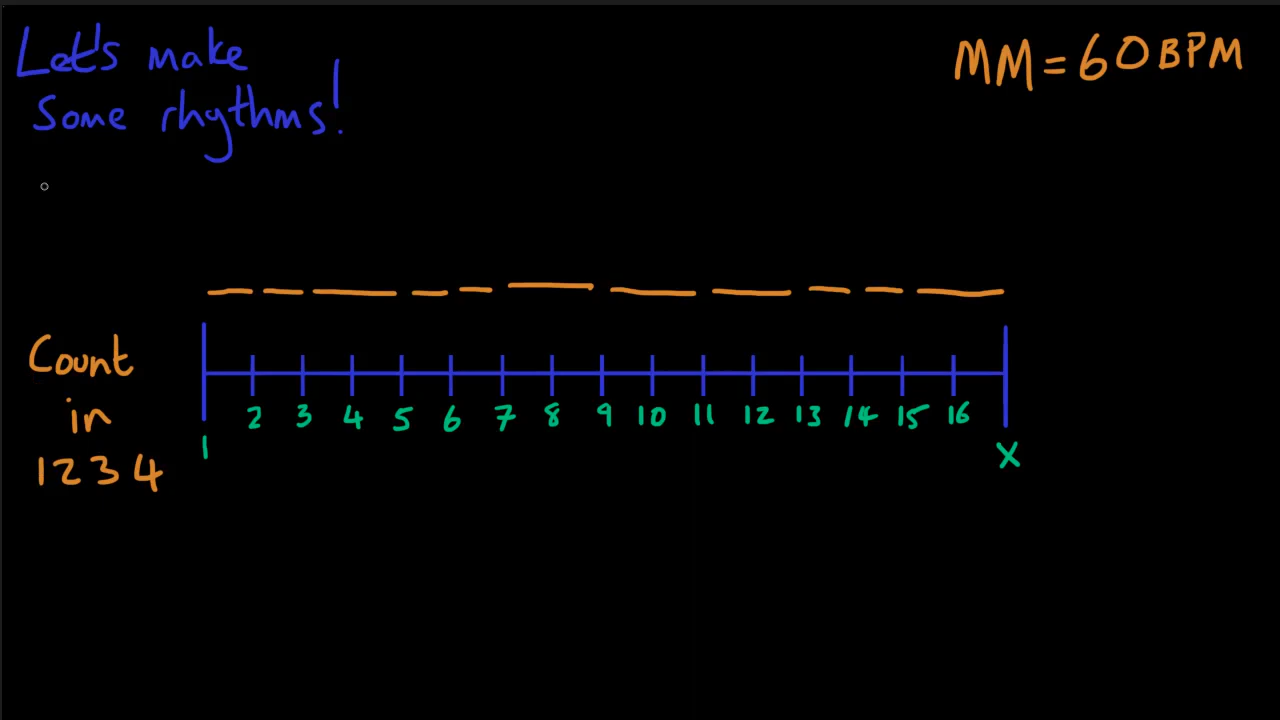 Let's make
Some rhythms!
MM = 60 BPM
Count
in
1 2 3 4
1 2 3 4 5 6 7 8 9 10 11 12 13 14 15 16 X